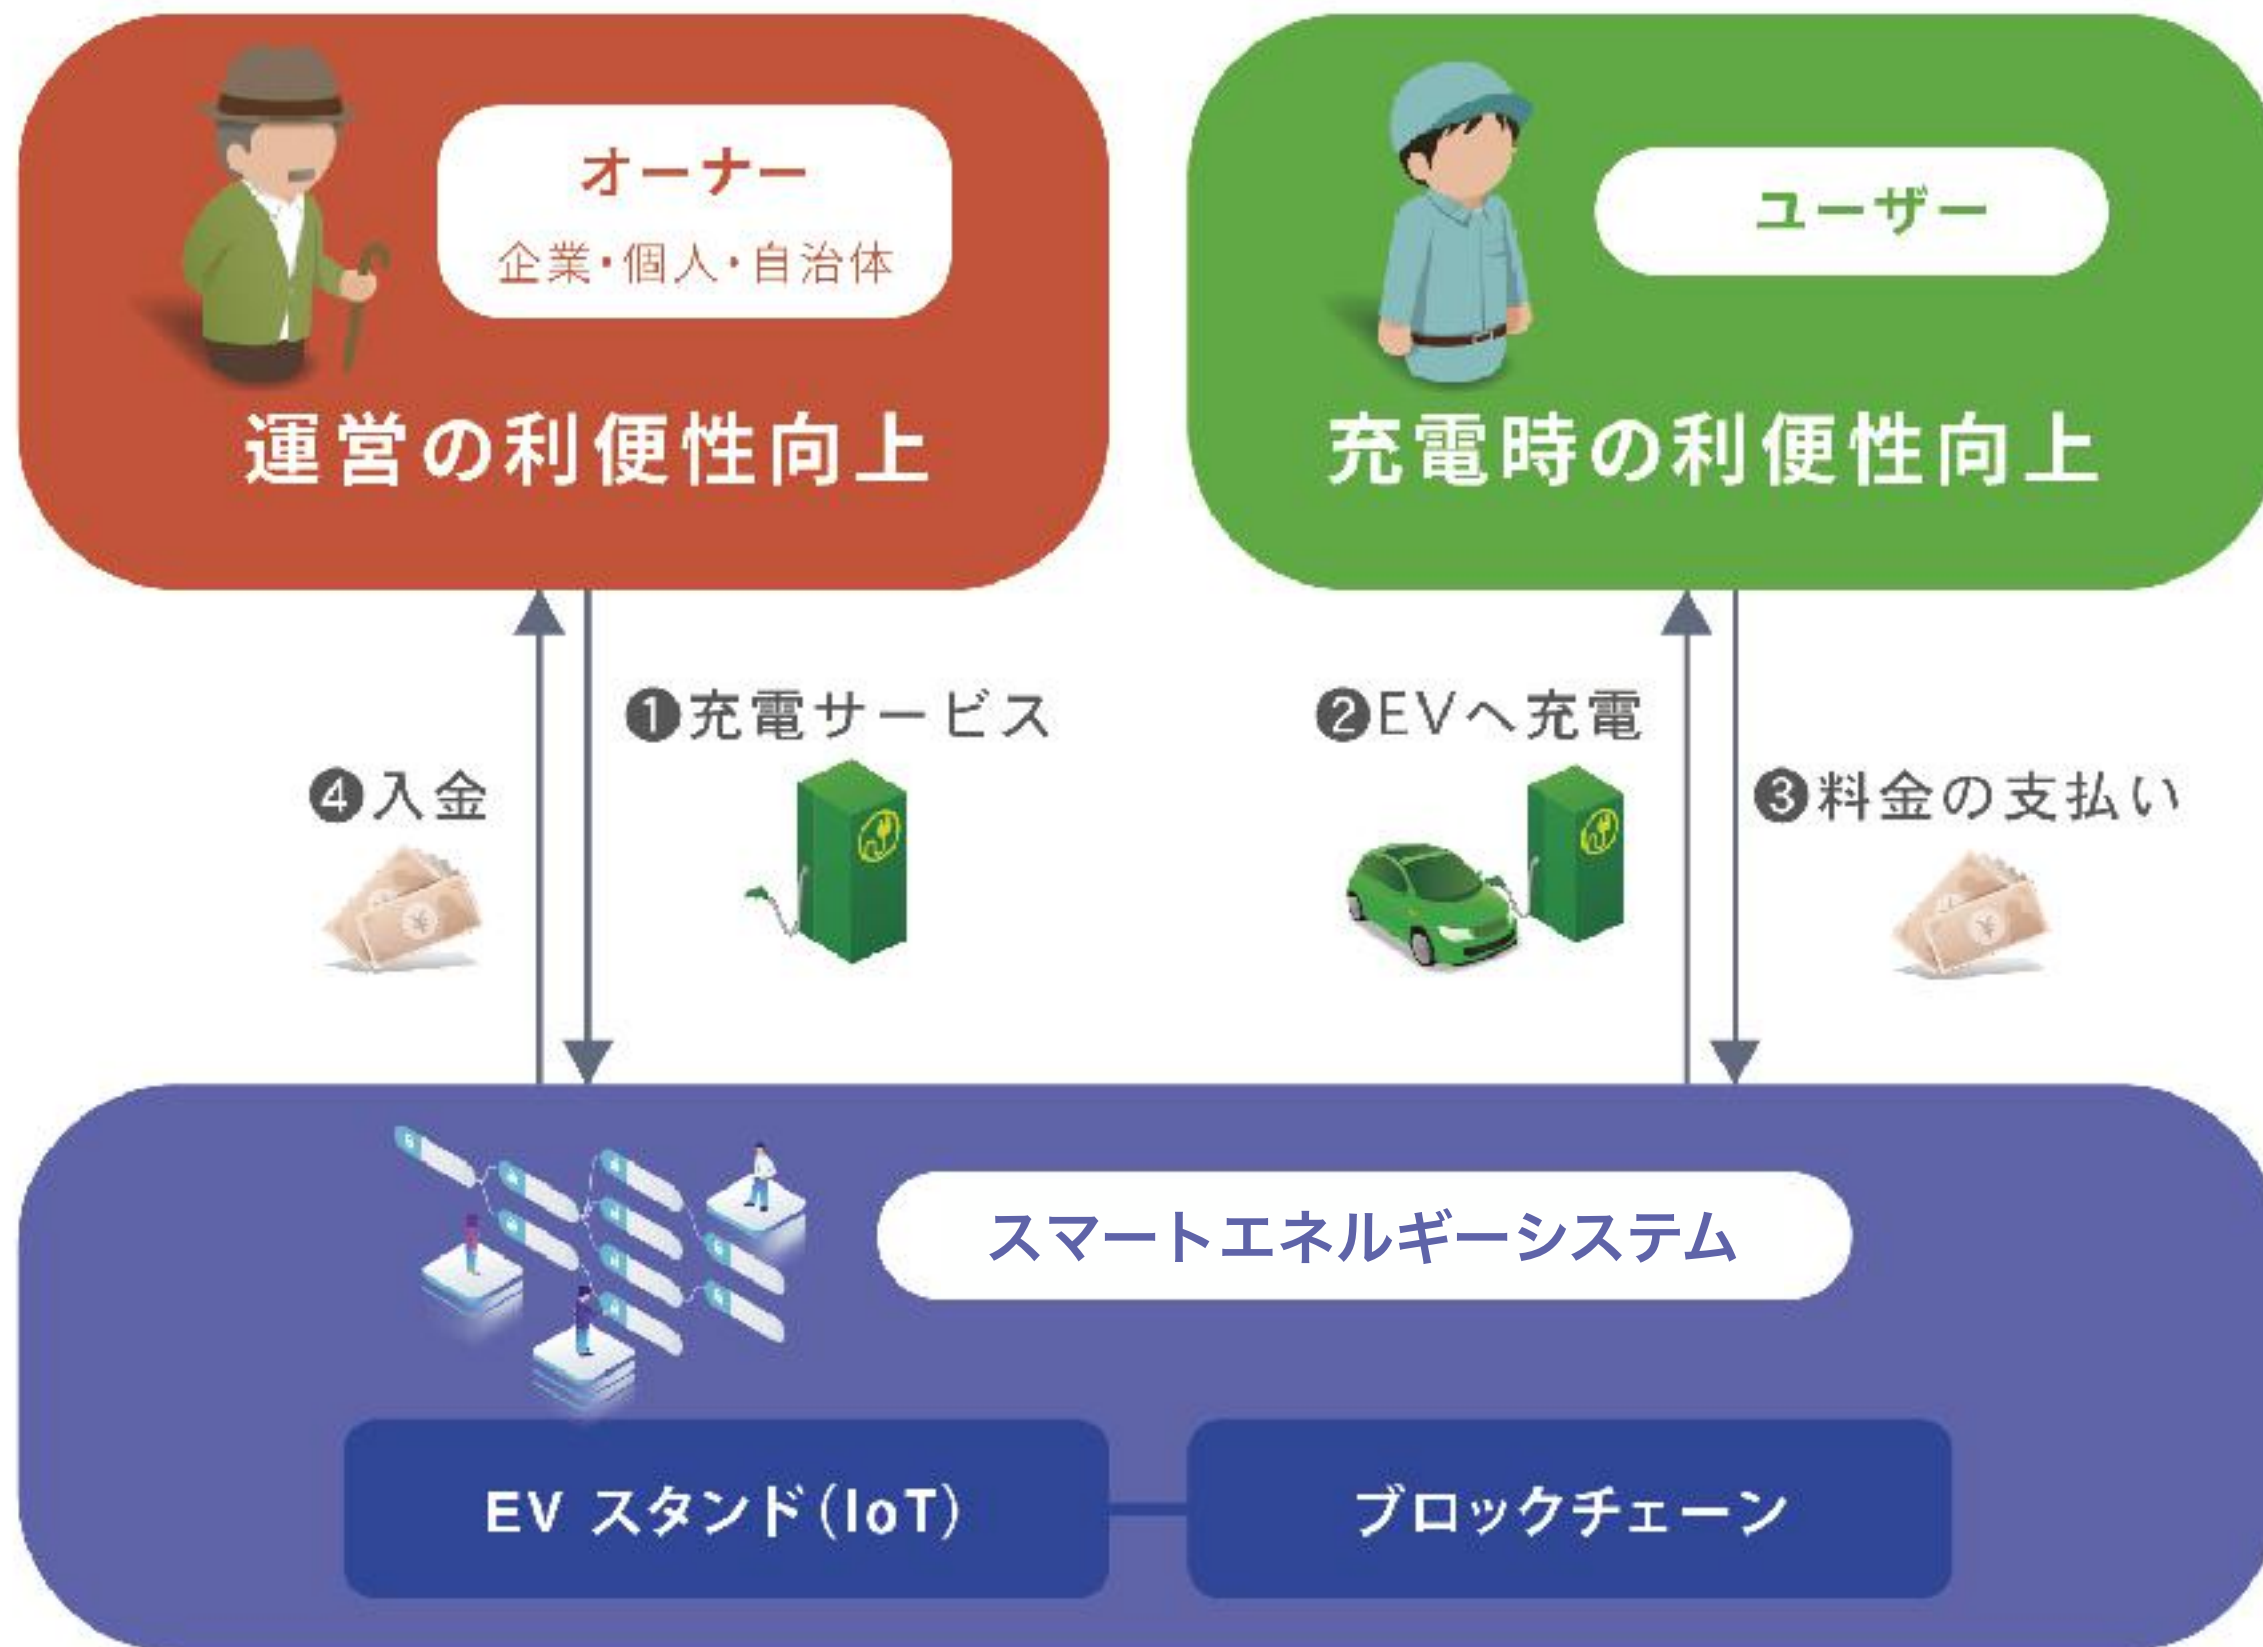 オーナー
企業・個人・自治体
運営の利便性向上
ユーザー
充電時の利便性向上
❶充電サービス
❹入金
❷EVへ充電
❸料金の支払い
スマートエネルギーシステム
EV スタンド(IoT)
ブロックチェーン